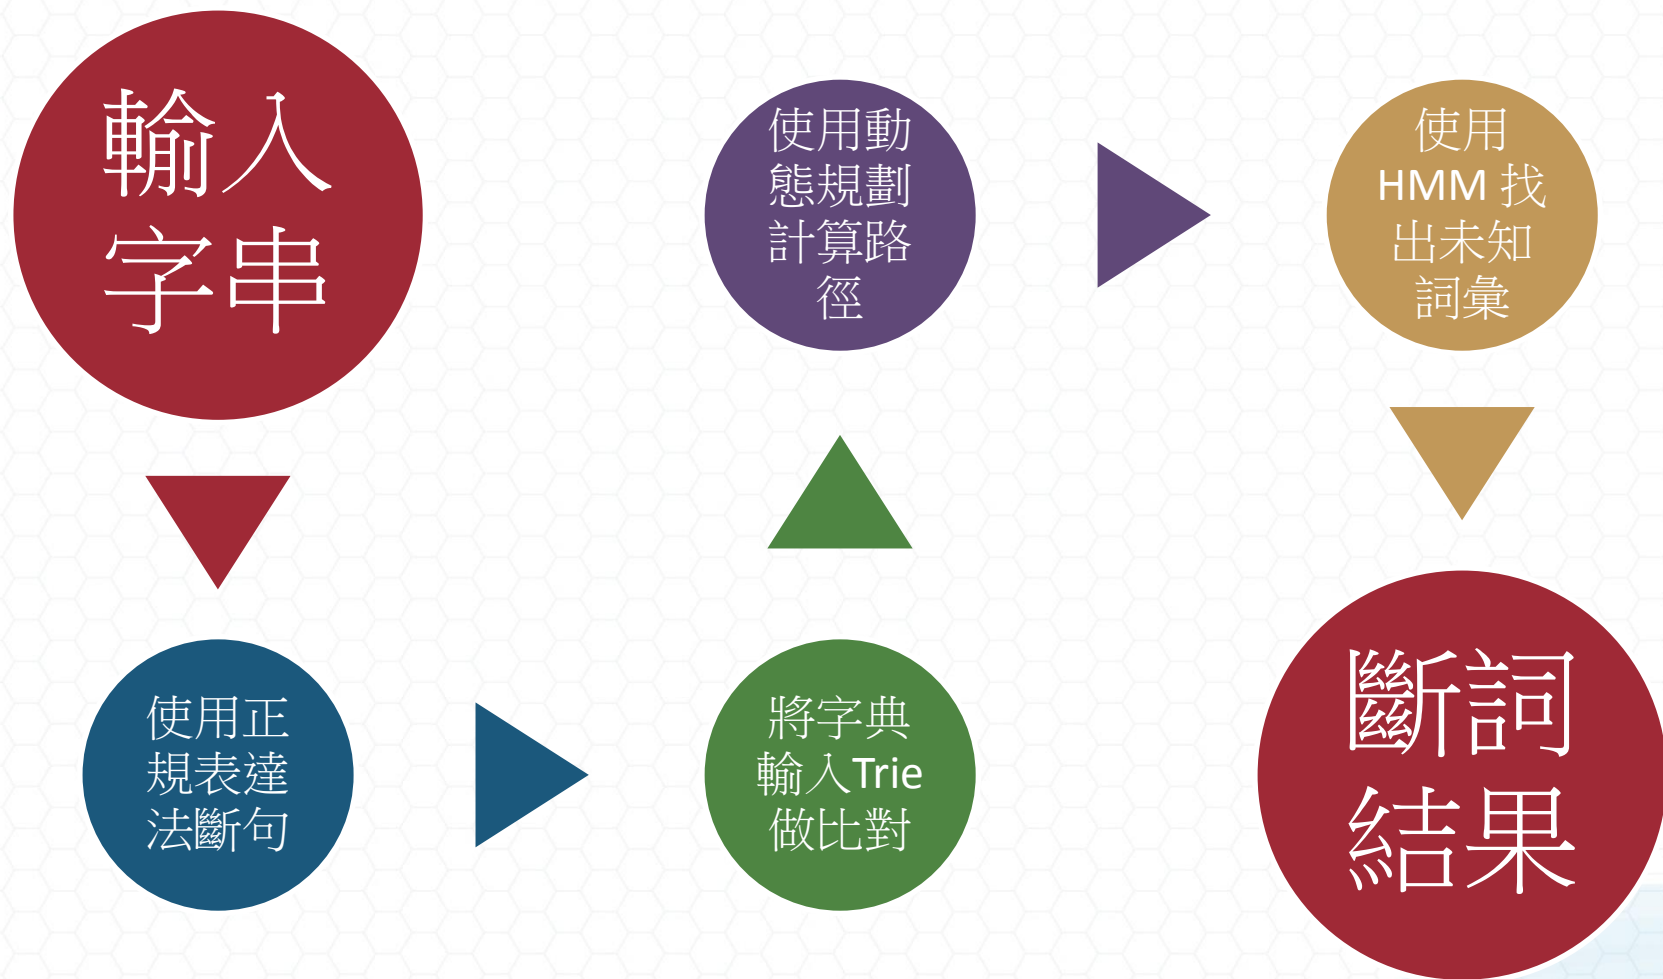 輸入
字串
使用正
規表達
法斷句
將字典
輸入Trie
做比對
使用動
態規劃
計算路
徑
使用
HMM 找
出未知
詞彙
斷詞
結果